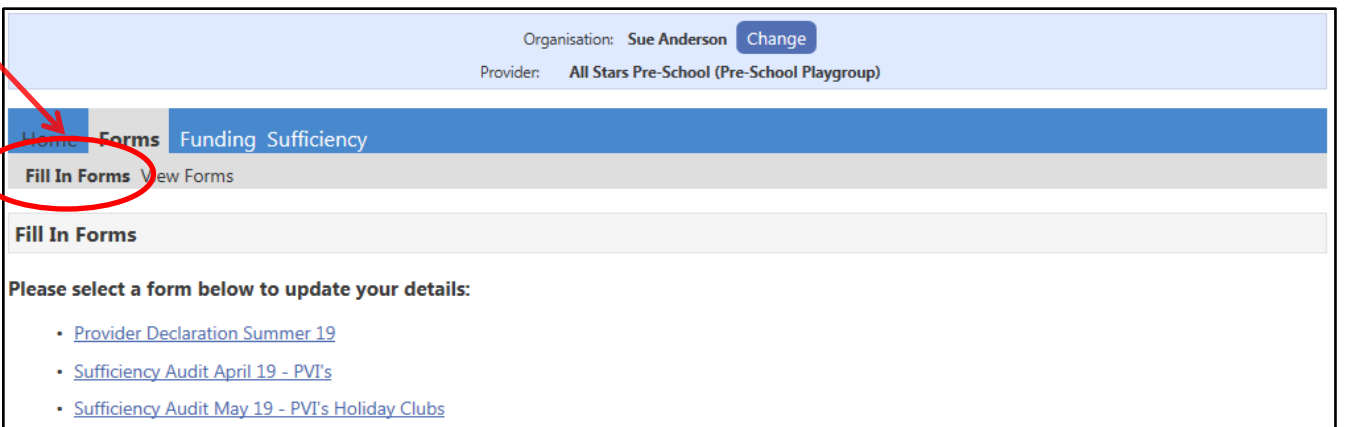 Organisation: Sue Anderson Change
Provider: All Stars Pre-School (Pre-School Playgroup)
Home Forms Funding Sufficiency
Fill In Forms View Forms
Fill In Forms
Please select a form below to update your details:
• Provider Declaration Summer 19
• Sufficiency Audit April 19 - PVI's
• Sufficiency Audit May 19 - PVI's Holiday Clubs